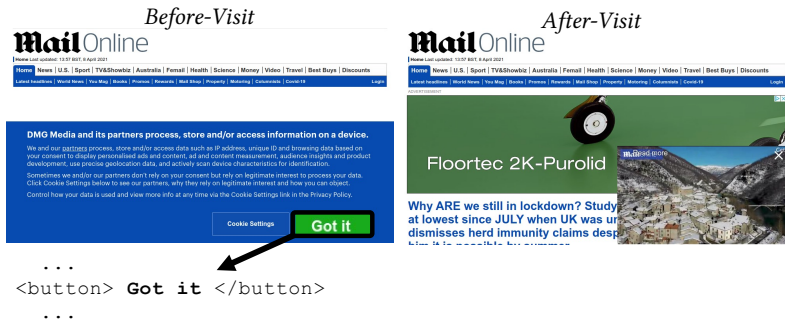 Before-Visit
Mail Online
Home Last updated: 13:57 BST, 8 April 2021
Home News U.S. Sport TV&Showbiz Australia Femail Health Science Money Video Travel Best Buys Discounts
Latest headlines World News You Mag Books Promos Rewards Mail Shop Property Motoring Columnists Covid-19 Login
DMG Media and its partners process, store and/or access information on a device.
We and our partners process, store and/or access data such as IP address, unique ID and browsing data based on
your consent to display personalised ads and content, ad and content measurement, audience insights and product
development, use precise geolocation data, and actively scan device characteristics for identification.
Sometimes we and/or our partners don't rely on your consent but rely on legitimate interest to process your data.
Click Cookie Settings below to see our partners, why they rely on legitimate interest and how you can object.
Control how your data is used and view more info at any time via the Cookie Settings link in the Privacy Policy.
Cookie Settings
Got it
...
<button> Got it </button>
...
After-Visit
Mail Online
Home Last updated: 13:57 BST, 8 April 2021
Home News U.S. Sport TV&Showbiz Australia Femail Health Science Money Video Travel Best Buys Discounts
Latest headlines World News You Mag Books Promos Rewards Mail Shop Property Motoring Columnists Covid-19 Login
ADVERTISEMENT
Floortec 2K-Purolid
Read more
Why ARE we still in lockdown? Study
at lowest since JULY when UK was un
dismisses herd immunity claims desp
him it is possible by summer